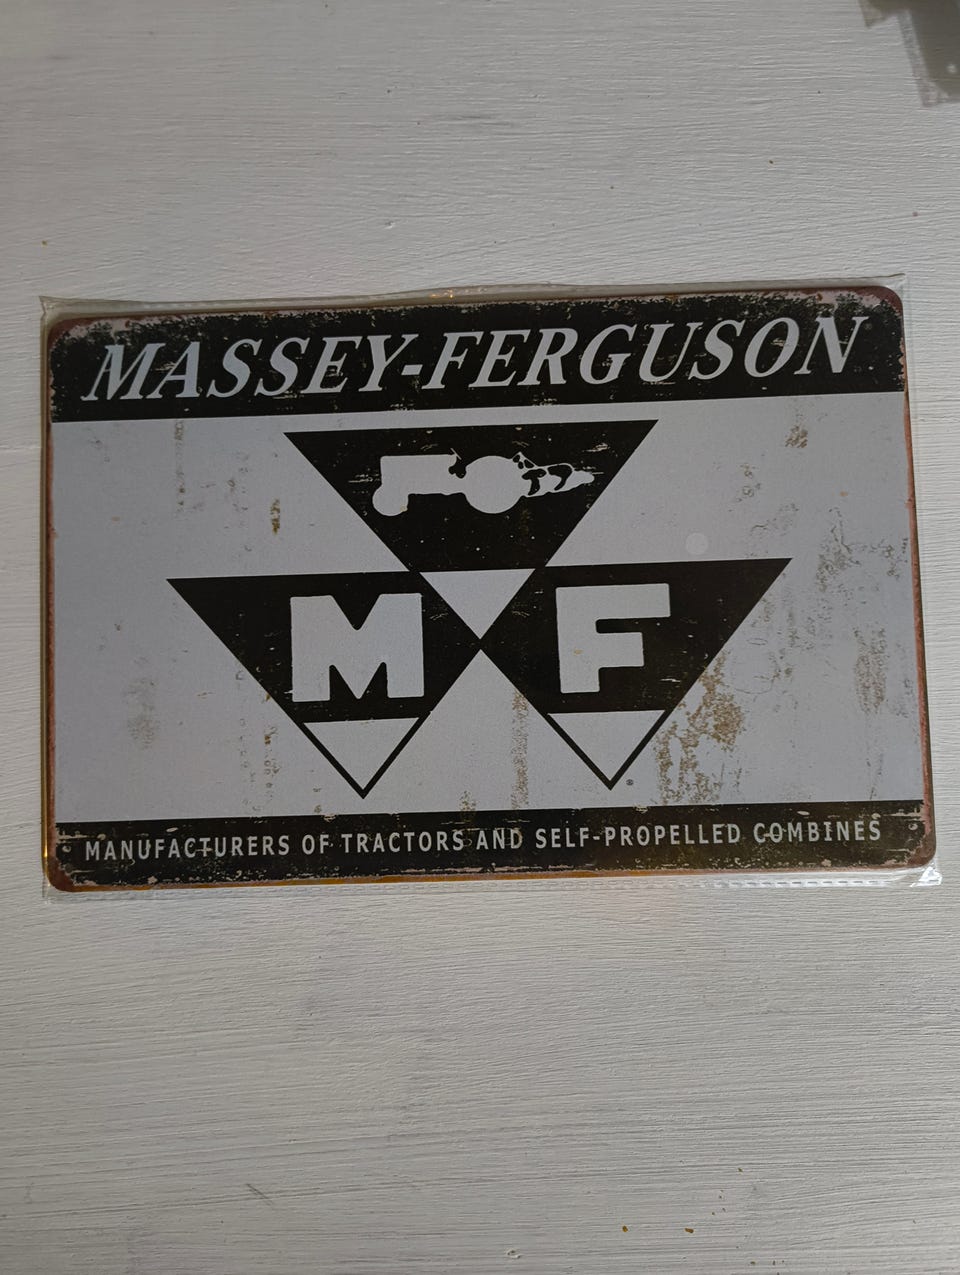 MASSEY-FERGUSON
M F
®
MANUFACTURERS OF TRACTORS AND SELF-PROPELLED COMBINES